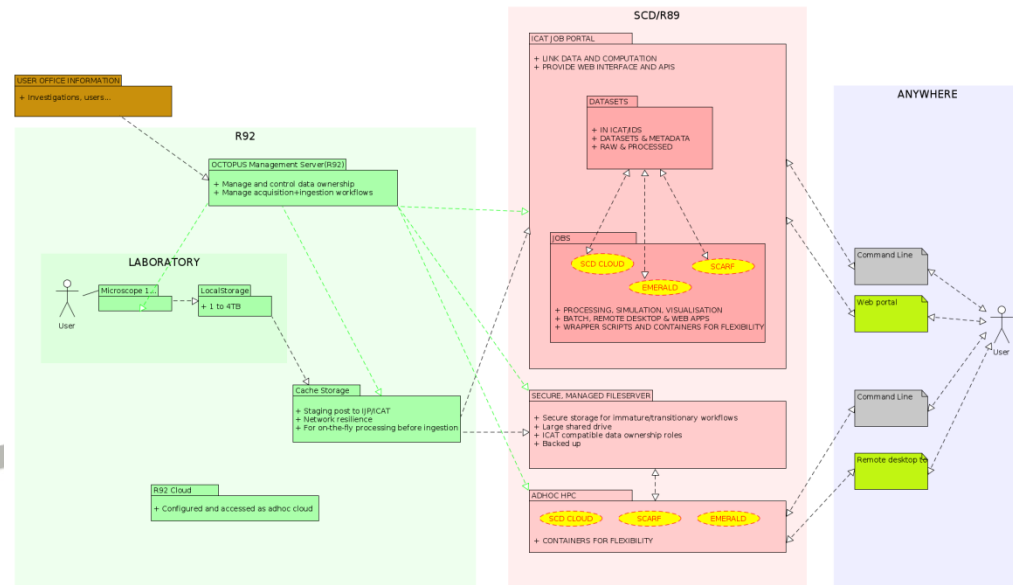 SCD/R89
ICAT JOB PORTAL
+ LINK DATA AND COMPUTATION
+ PROVIDE WEB INTERFACE AND APIS
USER OFFICE INFORMATION
+ Investigations, users...
ANYWHERE
DATASETS
+ IN ICAT/IDS
+ DATASETS & METADATA
+ RAW & PROCESSED
R92
OCTOPUS Management Server(R92)
+ Manage and control data ownership
+ Manage acquisition+ingestion workflows
JOBS
SCD CLOUD
SCARF
EMERALD
+ PROCESSING, SIMULATION, VISUALISATION
+ BATCH, REMOTE DESKTOP & WEB APPS
+ WRAPPER SCRIPTS AND CONTAINERS FOR FLEXIBILITY
LABORATORY
User
Microscope 1...
LocalStorage
+ 1 to 4TB
Command Line
Web portal
User
Cache Storage
+ Staging post to IJP/ICAT
+ Network resilience
+ For on-the-fly processing before ingestion
SECURE, MANAGED FILESERVER
+ Secure storage for immature/transitionary workflows
+ Large shared drive
+ ICAT compatible data ownership roles
+ Backed up
Command Line
Remote desktop to
R92 Cloud
+ Configured and accessed as adhoc cloud
ADHOC HPC
SCD CLOUD
SCARF
EMERALD
+ CONTAINERS FOR FLEXIBILITY